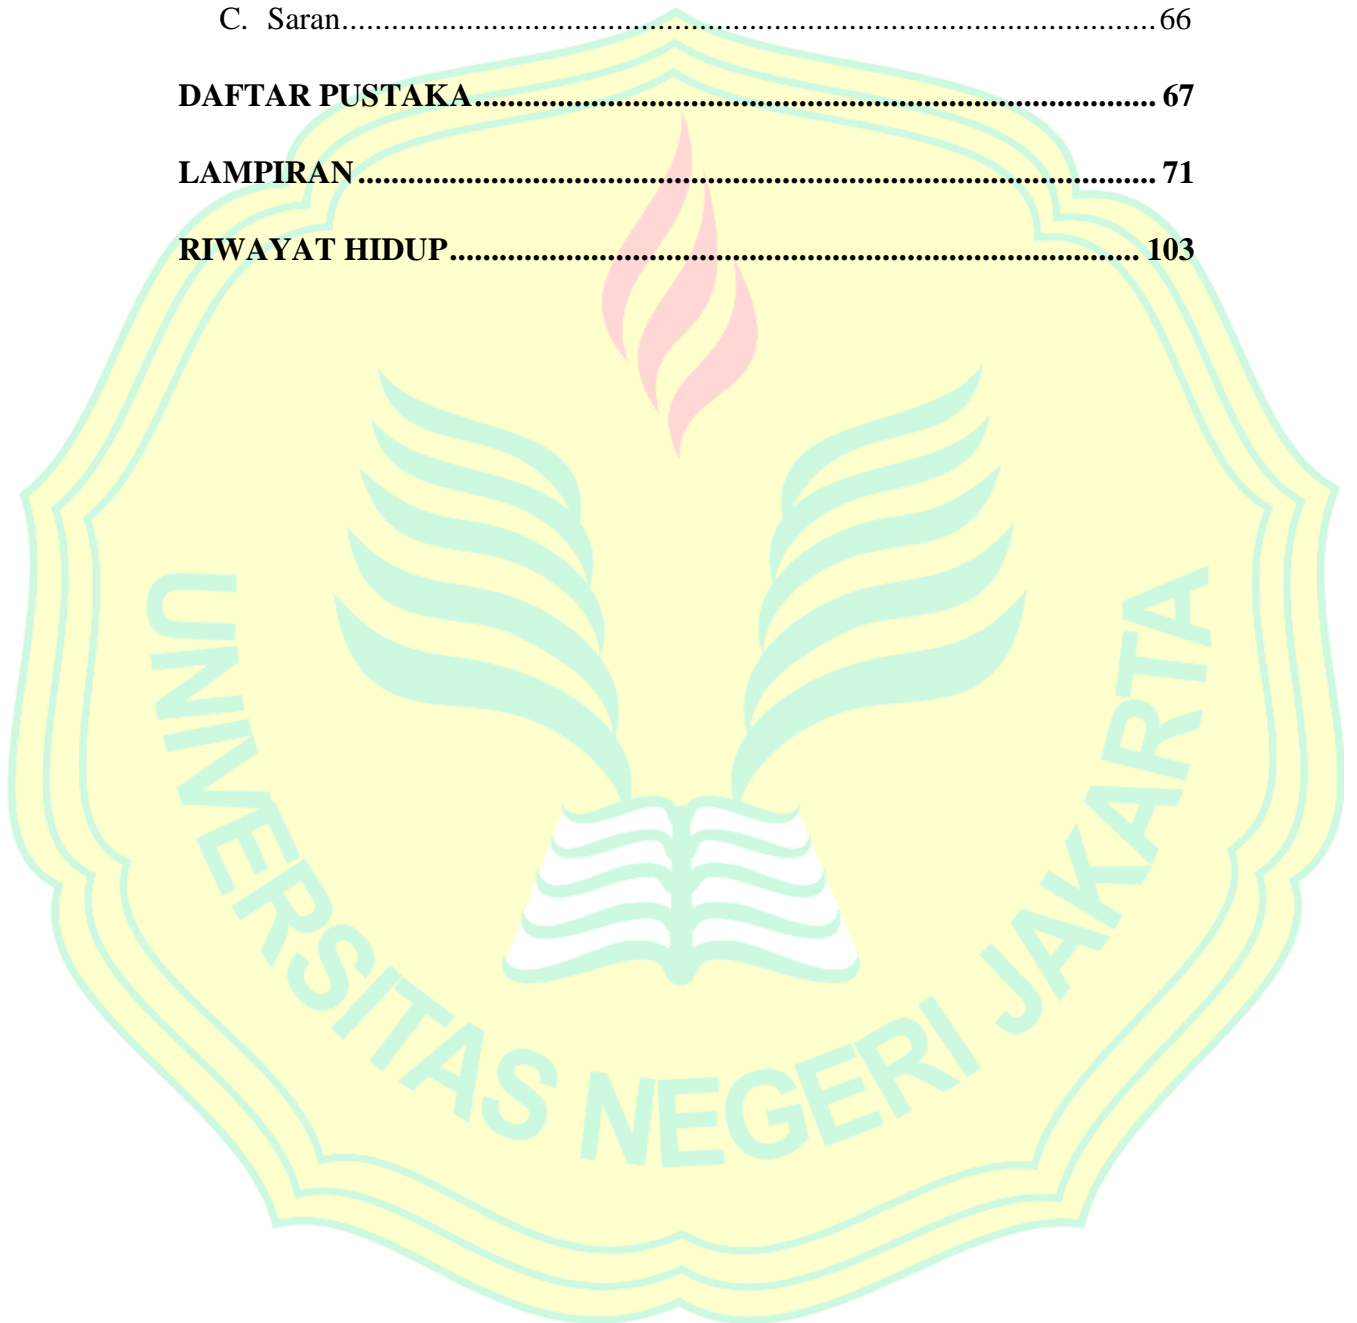 C. Saran.......................................................................................................66
DAFTAR PUSTAKA................................................................................... 67
LAMPIRAN................................................................................................. 71
RIWAYAT HIDUP.................................................................................... 103
UNIVERSITAS NEGERI JAKARTA